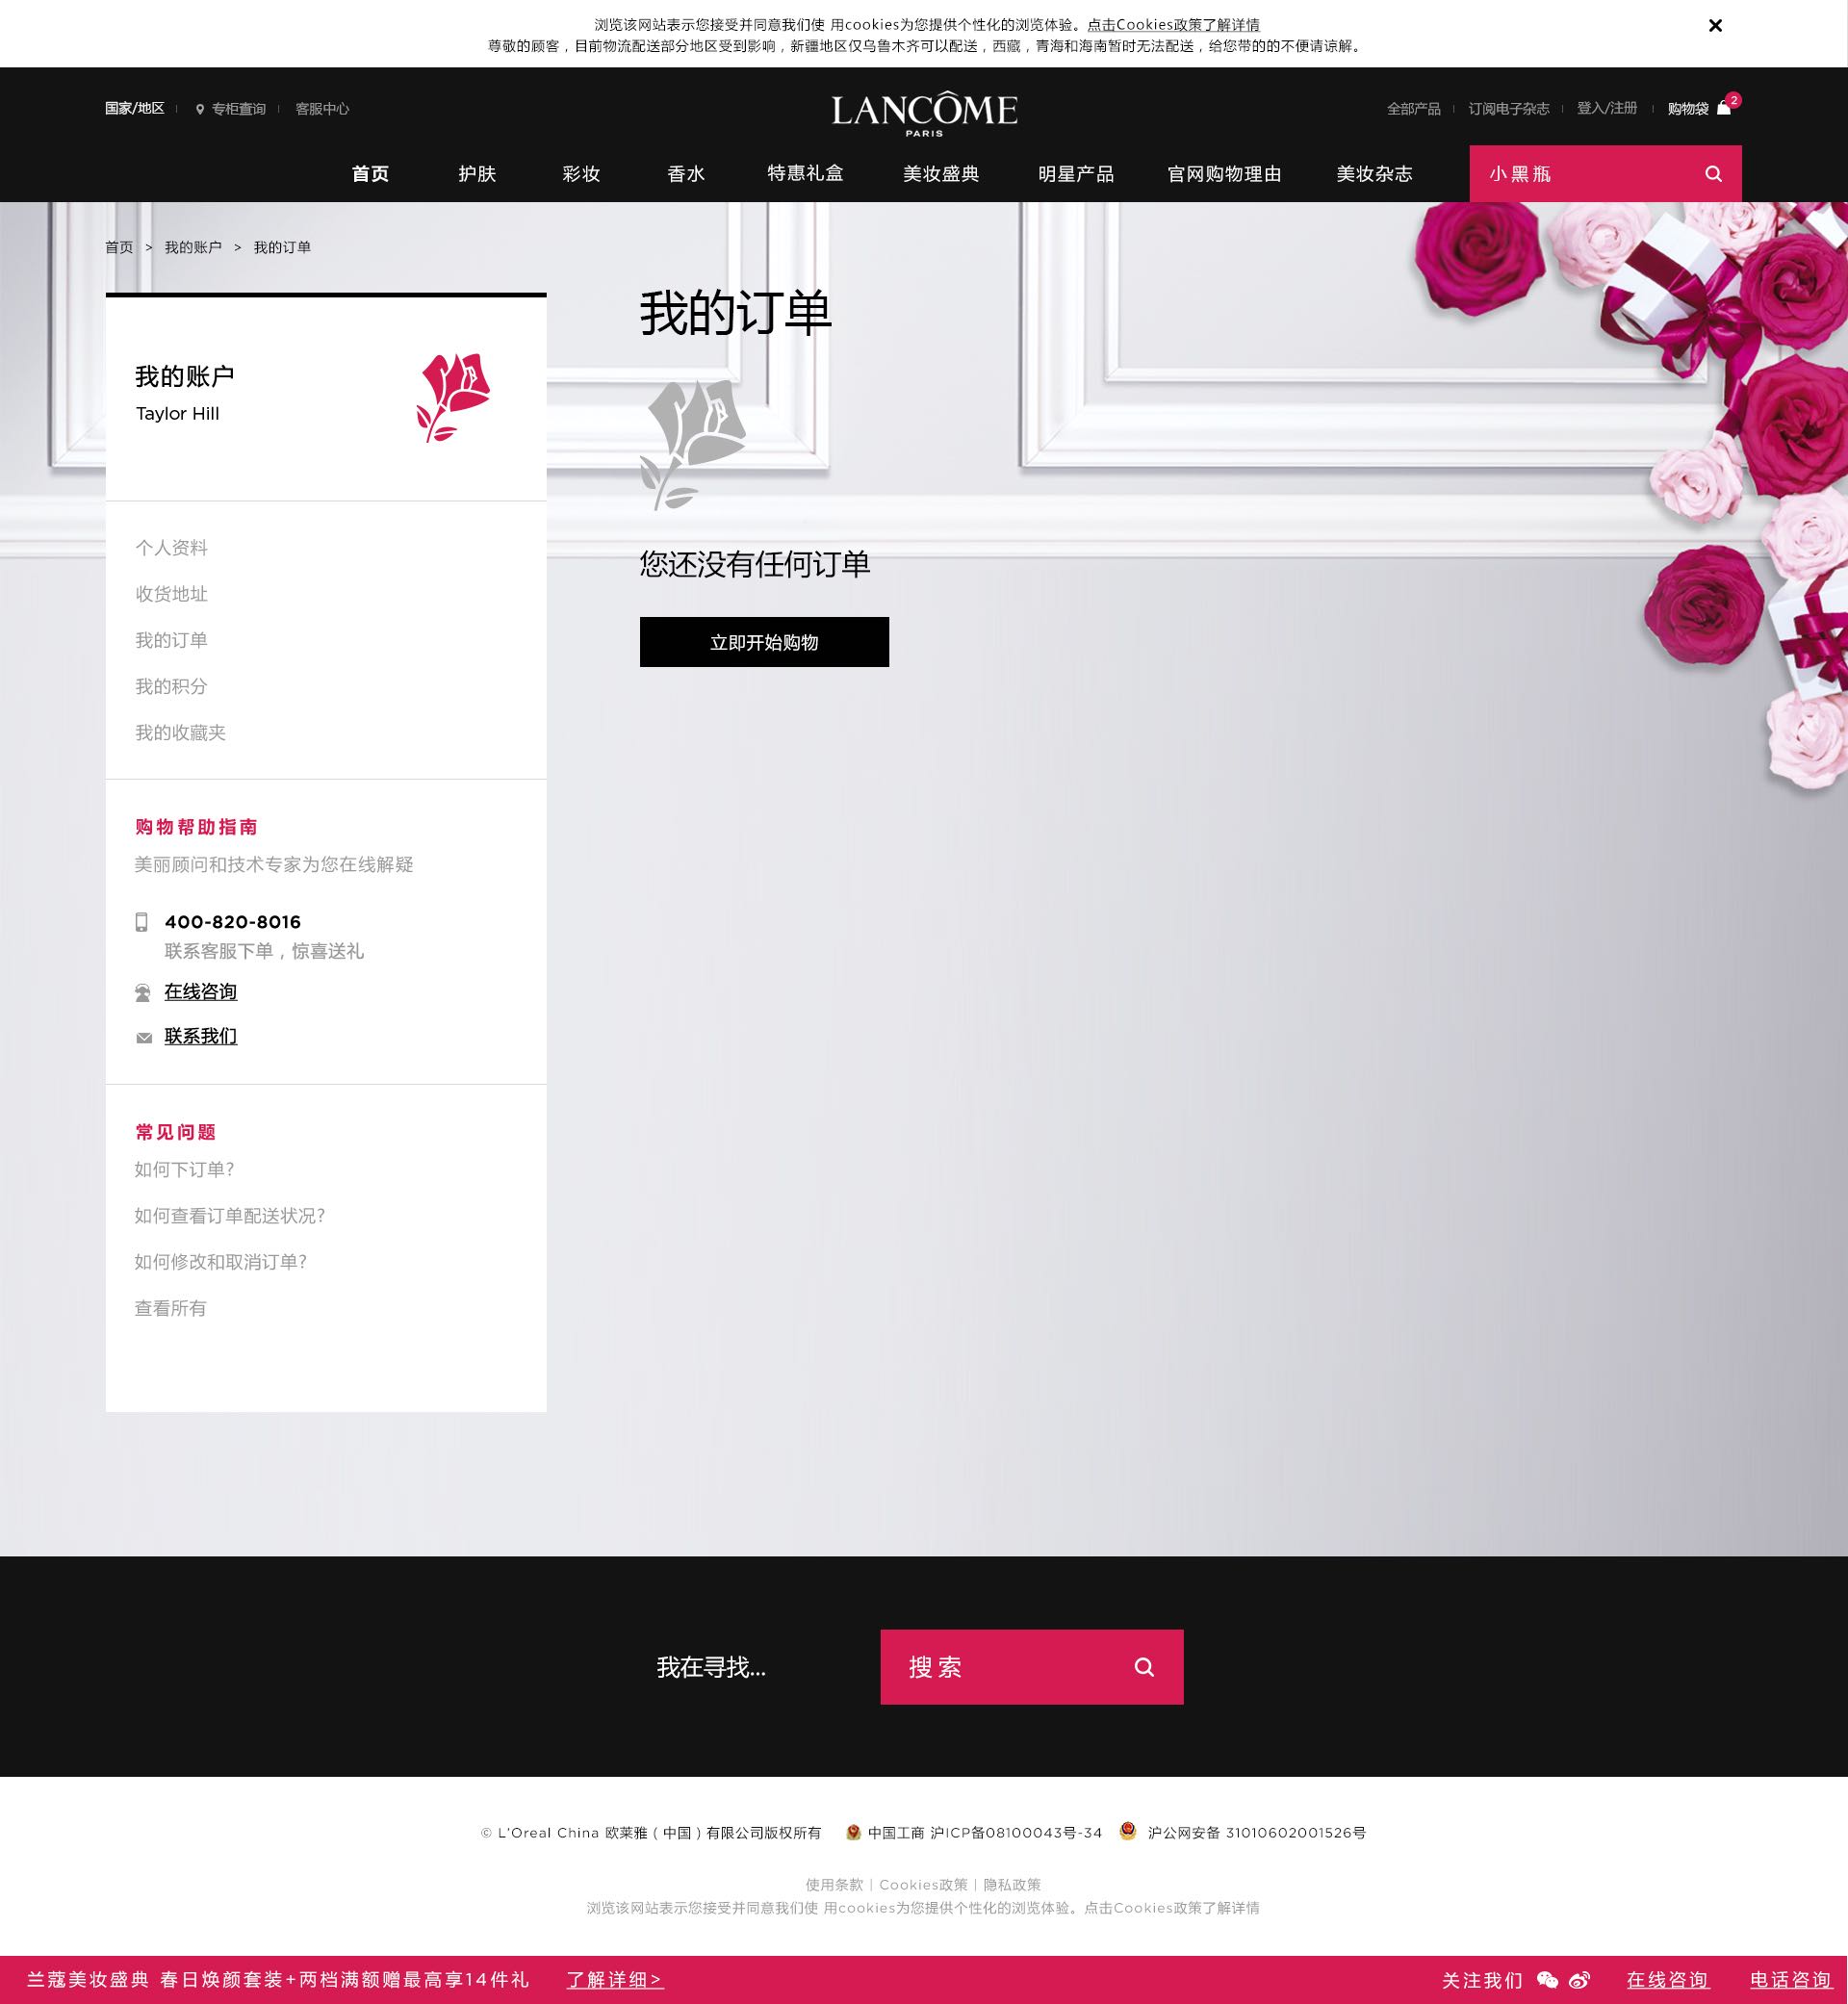 浏览该网站表示您接受并同意我们使 用cookies为您提供个性化的浏览体验。点击Cookies政策了解详情
尊敬的顾客，目前物流配送部分地区受到影响，新疆地区仅乌鲁木齐可以配送，西藏，青海和海南暂时无法配送，给您带的的不便请谅解。
国家/地区 专柜查询 客服中心
LANCÔME
PARIS
全部产品 订阅电子杂志 登入/注册 购物袋 2
首页 护肤 彩妆 香水 特惠礼盒 美妆盛典 明星产品 官网购物理由 美妆杂志 小黑瓶
首页 > 我的账户 > 我的订单
我的账户
Taylor Hill
个人资料
收货地址
我的订单
我的积分
我的收藏夹
购物帮助指南
美丽顾问和技术专家为您在线解疑
400-820-8016
联系客服下单，惊喜送礼
在线咨询
联系我们
常见问题
如何下订单?
如何查看订单配送状况?
如何修改和取消订单?
查看所有
我的订单
您还没有任何订单
立即开始购物
我在寻找... 搜索
© L'Oreal China 欧莱雅（中国）有限公司版权所有 中国工商 沪ICP备08100043号-34 沪公网安备 31010602001526号
使用条款 | Cookies政策 | 隐私政策
浏览该网站表示您接受并同意我们使 用cookies为您提供个性化的浏览体验。点击Cookies政策了解详情
兰蔻美妆盛典 春日焕颜套装+两档满额赠最高享14件礼 了解详细> 关注我们 在线咨询 电话咨询